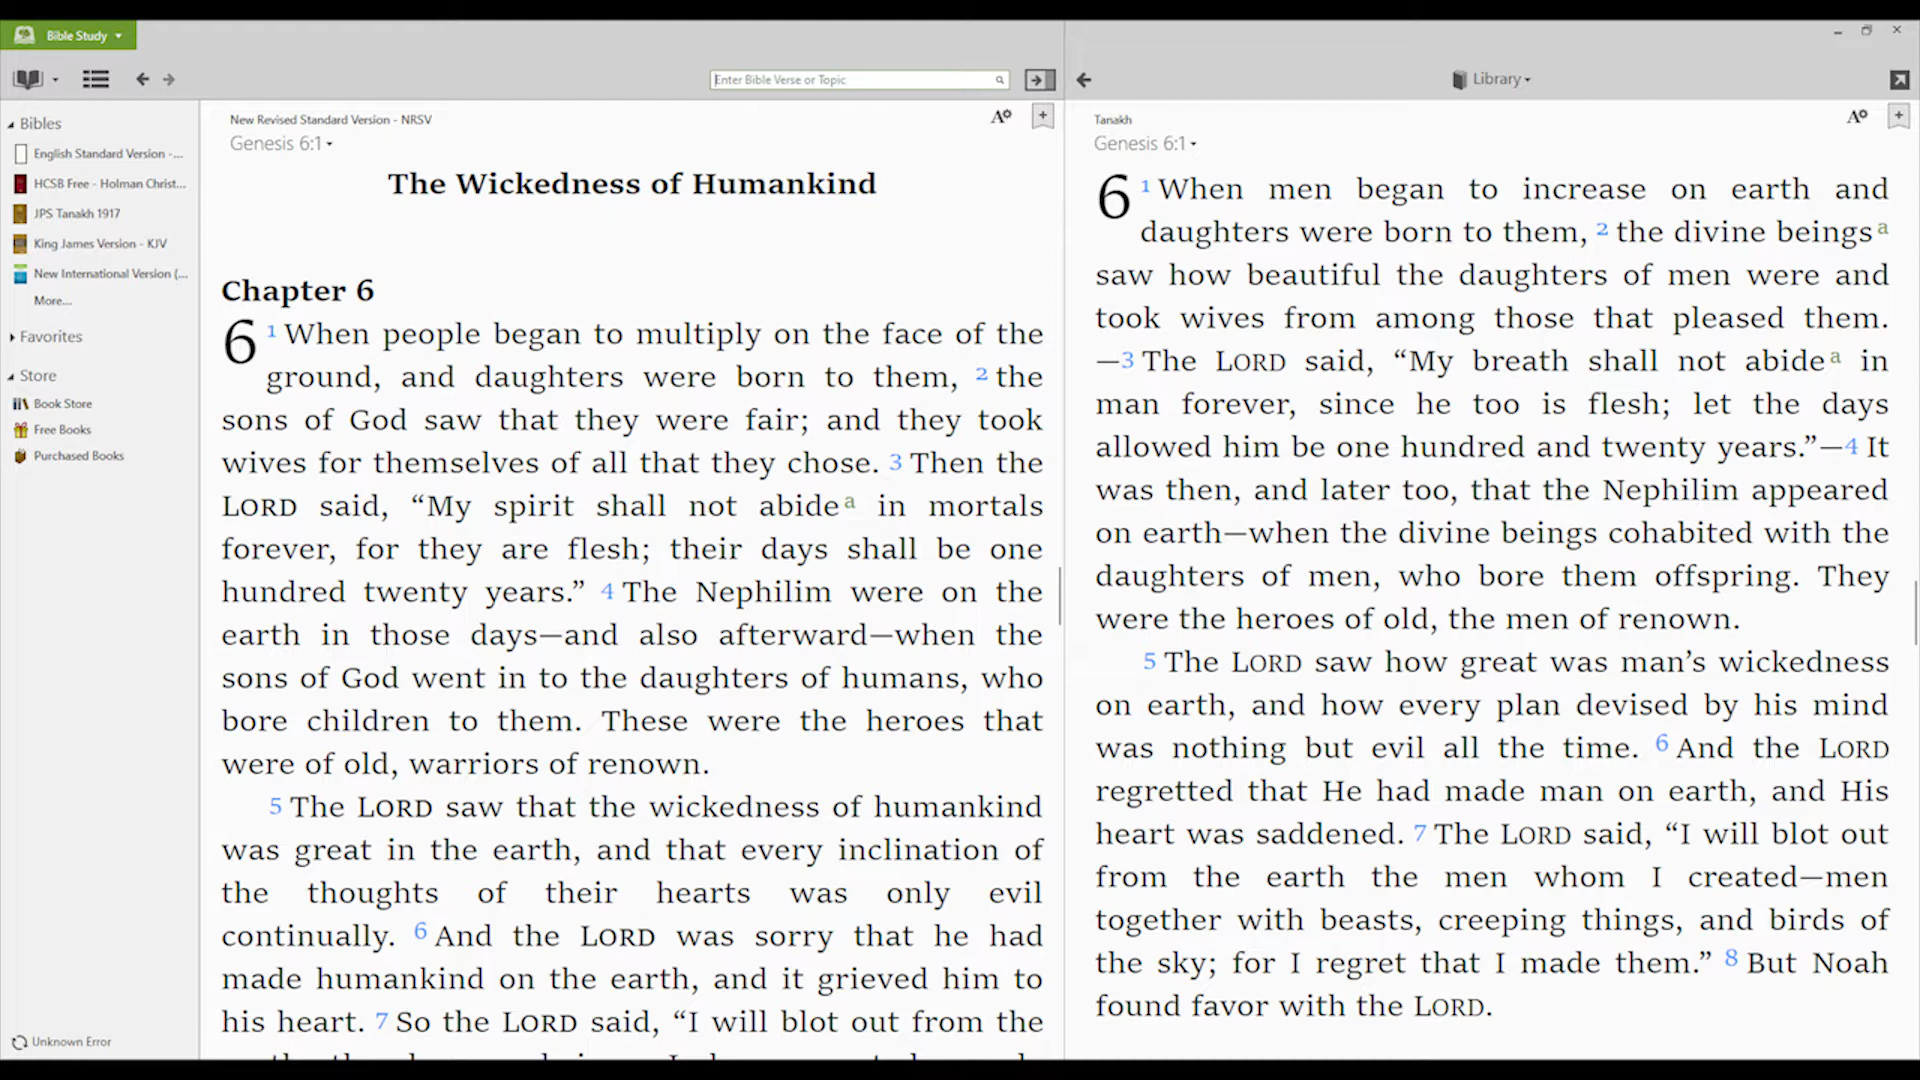 Bible Study
Enter Bible Verse or Topic
Library
Bibles
English Standard Version -...
HCSB Free - Holman Christ...
JPS Tanakh 1917
King James Version - KJV
New International Version (...
More...
Favorites
Store
Book Store
Free Books
Purchased Books
Unknown Error
New Revised Standard Version - NRSV
Genesis 6:1
The Wickedness of Humankind
Chapter 6
6 1 When people began to multiply on the face of the
ground, and daughters were born to them, 2 the
sons of God saw that they were fair; and they took
wives for themselves of all that they chose. 3 Then the
LORD said, “My spirit shall not abide a in mortals
forever, for they are flesh; their days shall be one
hundred twenty years.” 4 The Nephilim were on the
earth in those days—and also afterward—when the
sons of God went in to the daughters of humans, who
bore children to them. These were the heroes that
were of old, warriors of renown.
5 The LORD saw that the wickedness of humankind
was great in the earth, and that every inclination of
the thoughts of their hearts was only evil
continually. 6 And the LORD was sorry that he had
made humankind on the earth, and it grieved him to
his heart. 7 So the LORD said, “I will blot out from the
Tanakh
Genesis 6:1
6 1 When men began to increase on earth and
daughters were born to them, 2 the divine beings a
saw how beautiful the daughters of men were and
took wives from among those that pleased them.
—3 The LORD said, “My breath shall not abide a in
man forever, since he too is flesh; let the days
allowed him be one hundred and twenty years.”—4 It
was then, and later too, that the Nephilim appeared
on earth—when the divine beings cohabited with the
daughters of men, who bore them offspring. They
were the heroes of old, the men of renown.
5 The LORD saw how great was man’s wickedness
on earth, and how every plan devised by his mind
was nothing but evil all the time. 6 And the LORD
regretted that He had made man on earth, and His
heart was saddened. 7 The LORD said, “I will blot out
from the earth the men whom I created—men
together with beasts, creeping things, and birds of
the sky; for I regret that I made them.” 8 But Noah
found favor with the LORD.